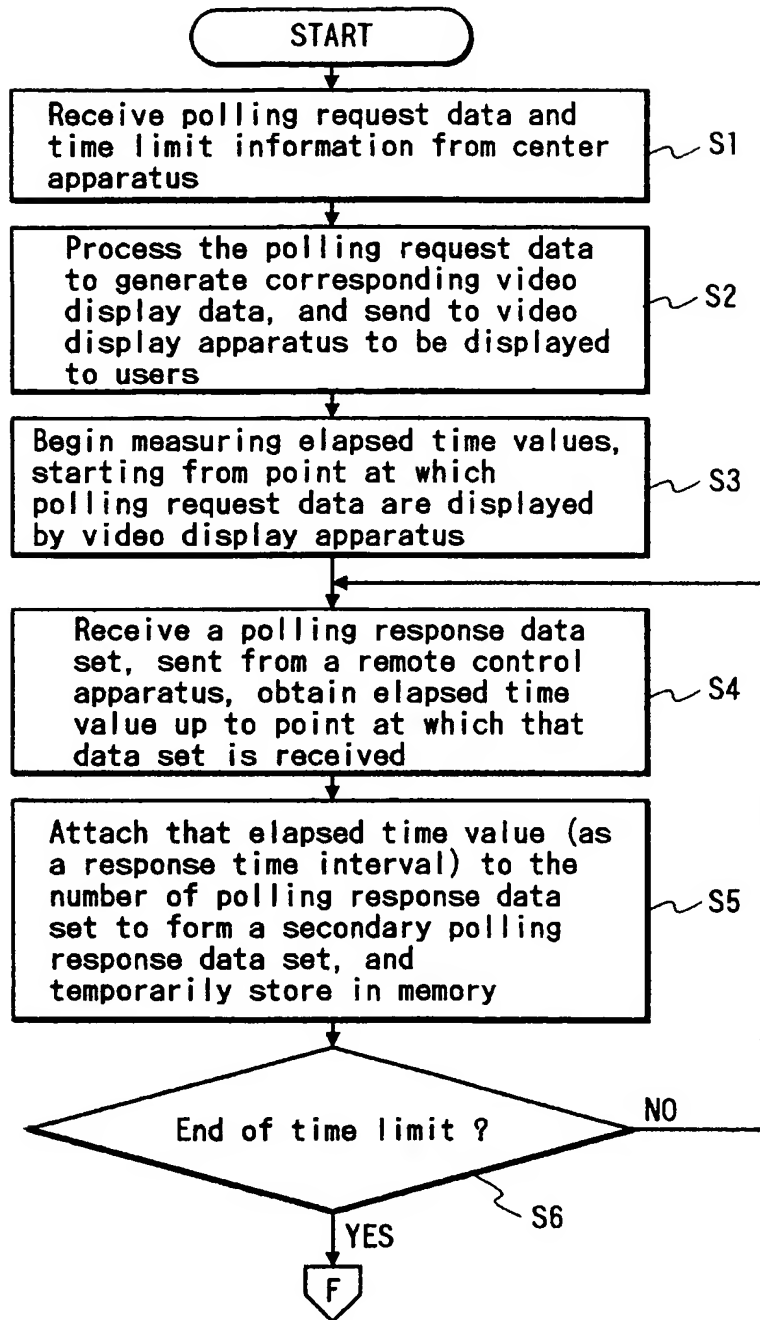 START
Receive polling request data and
time limit information from center
apparatus
S1
Process the polling request data
to generate corresponding video
display data, and send to video
display apparatus to be displayed
to users
S2
Begin measuring elapsed time values,
starting from point at which
polling request data are displayed
by video display apparatus
S3
Receive a polling response data
set, sent from a remote control
apparatus, obtain elapsed time
value up to point at which that
data set is received
S4
Attach that elapsed time value (as
a response time interval) to the
number of polling response data
set to form a secondary polling
response data set, and
temporarily store in memory
S5
End of time limit ?
NO
S6
YES
F